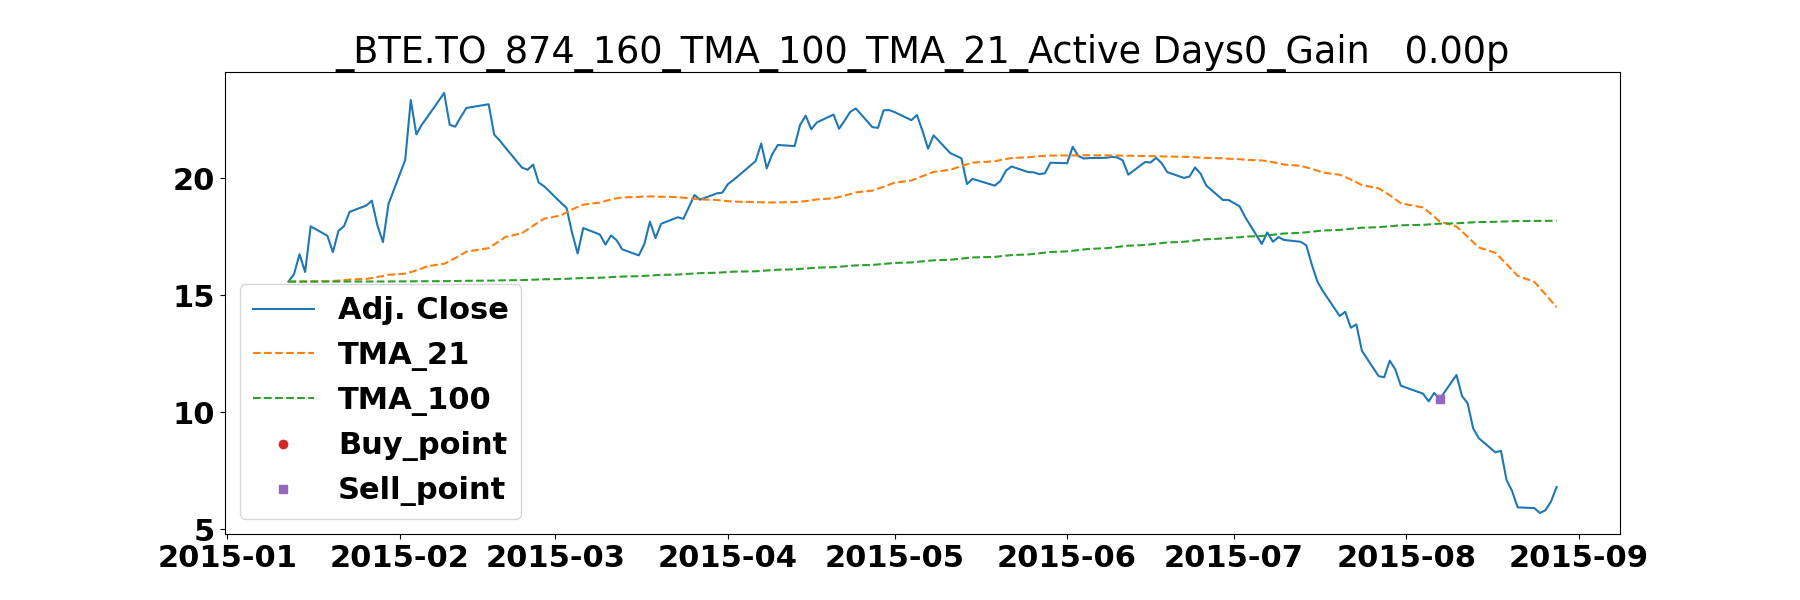 _BTE.TO_874_160_TMA_100_TMA_21_Active Days0_Gain   0.00p
20
15
10
5
Adj. Close
TMA_21
TMA_100
Buy_point
Sell_point
2015-01 2015-02 2015-03 2015-04 2015-05 2015-06 2015-07 2015-08 2015-09